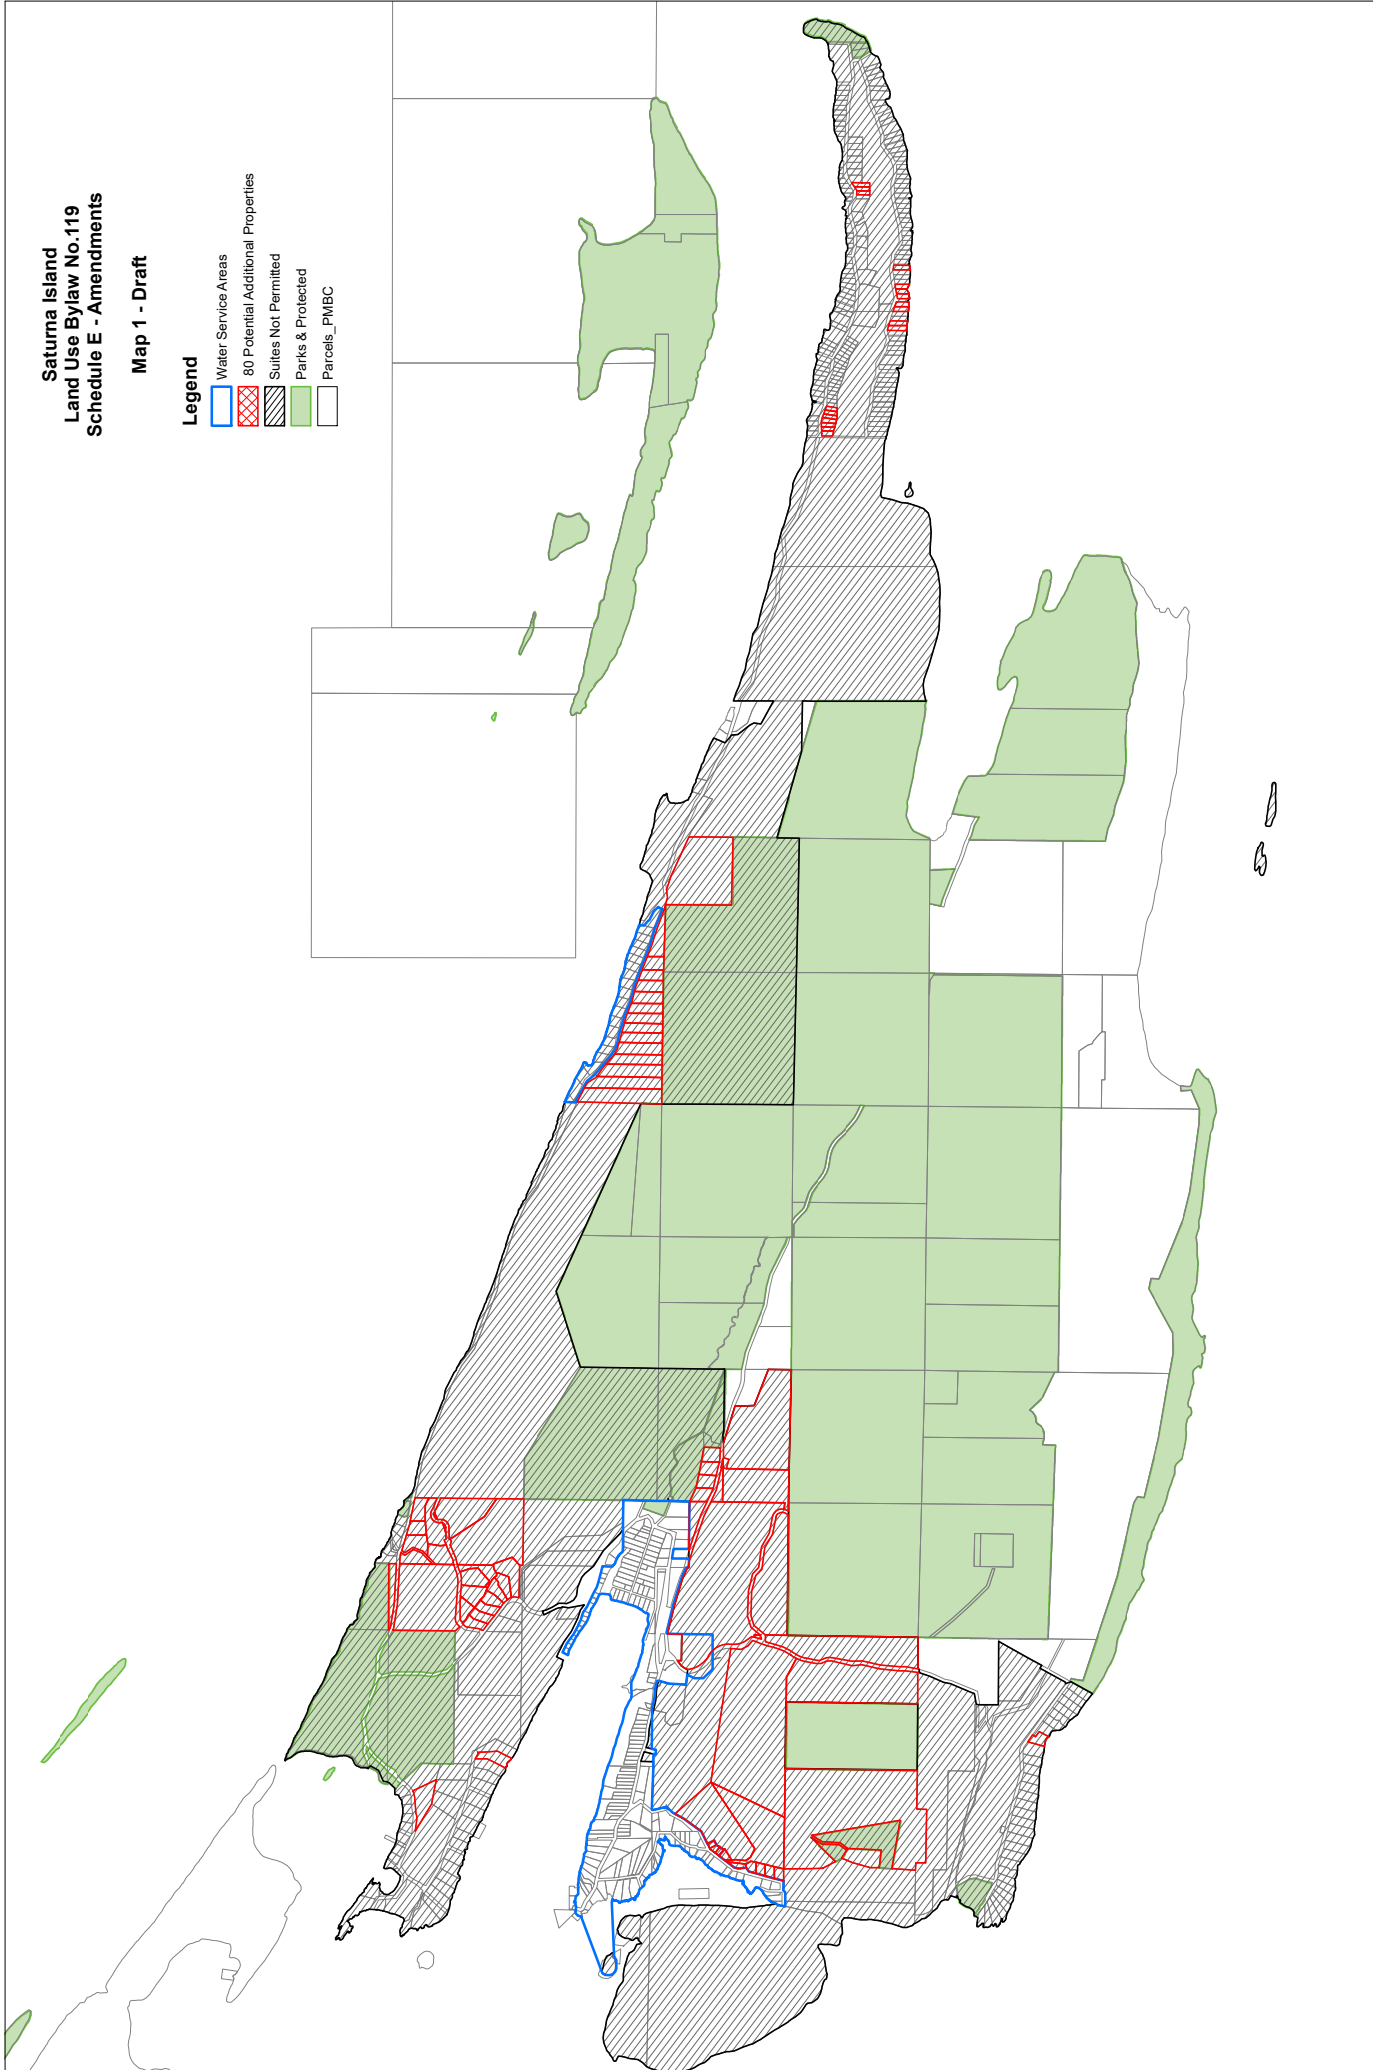 Saturna Island
Land Use Bylaw No.119
Schedule E - Amendments
Map 1 - Draft
Legend
Water Service Areas
80 Potential Additional Properties
Suites Not Permitted
Parks & Protected
Parcels_PMBC